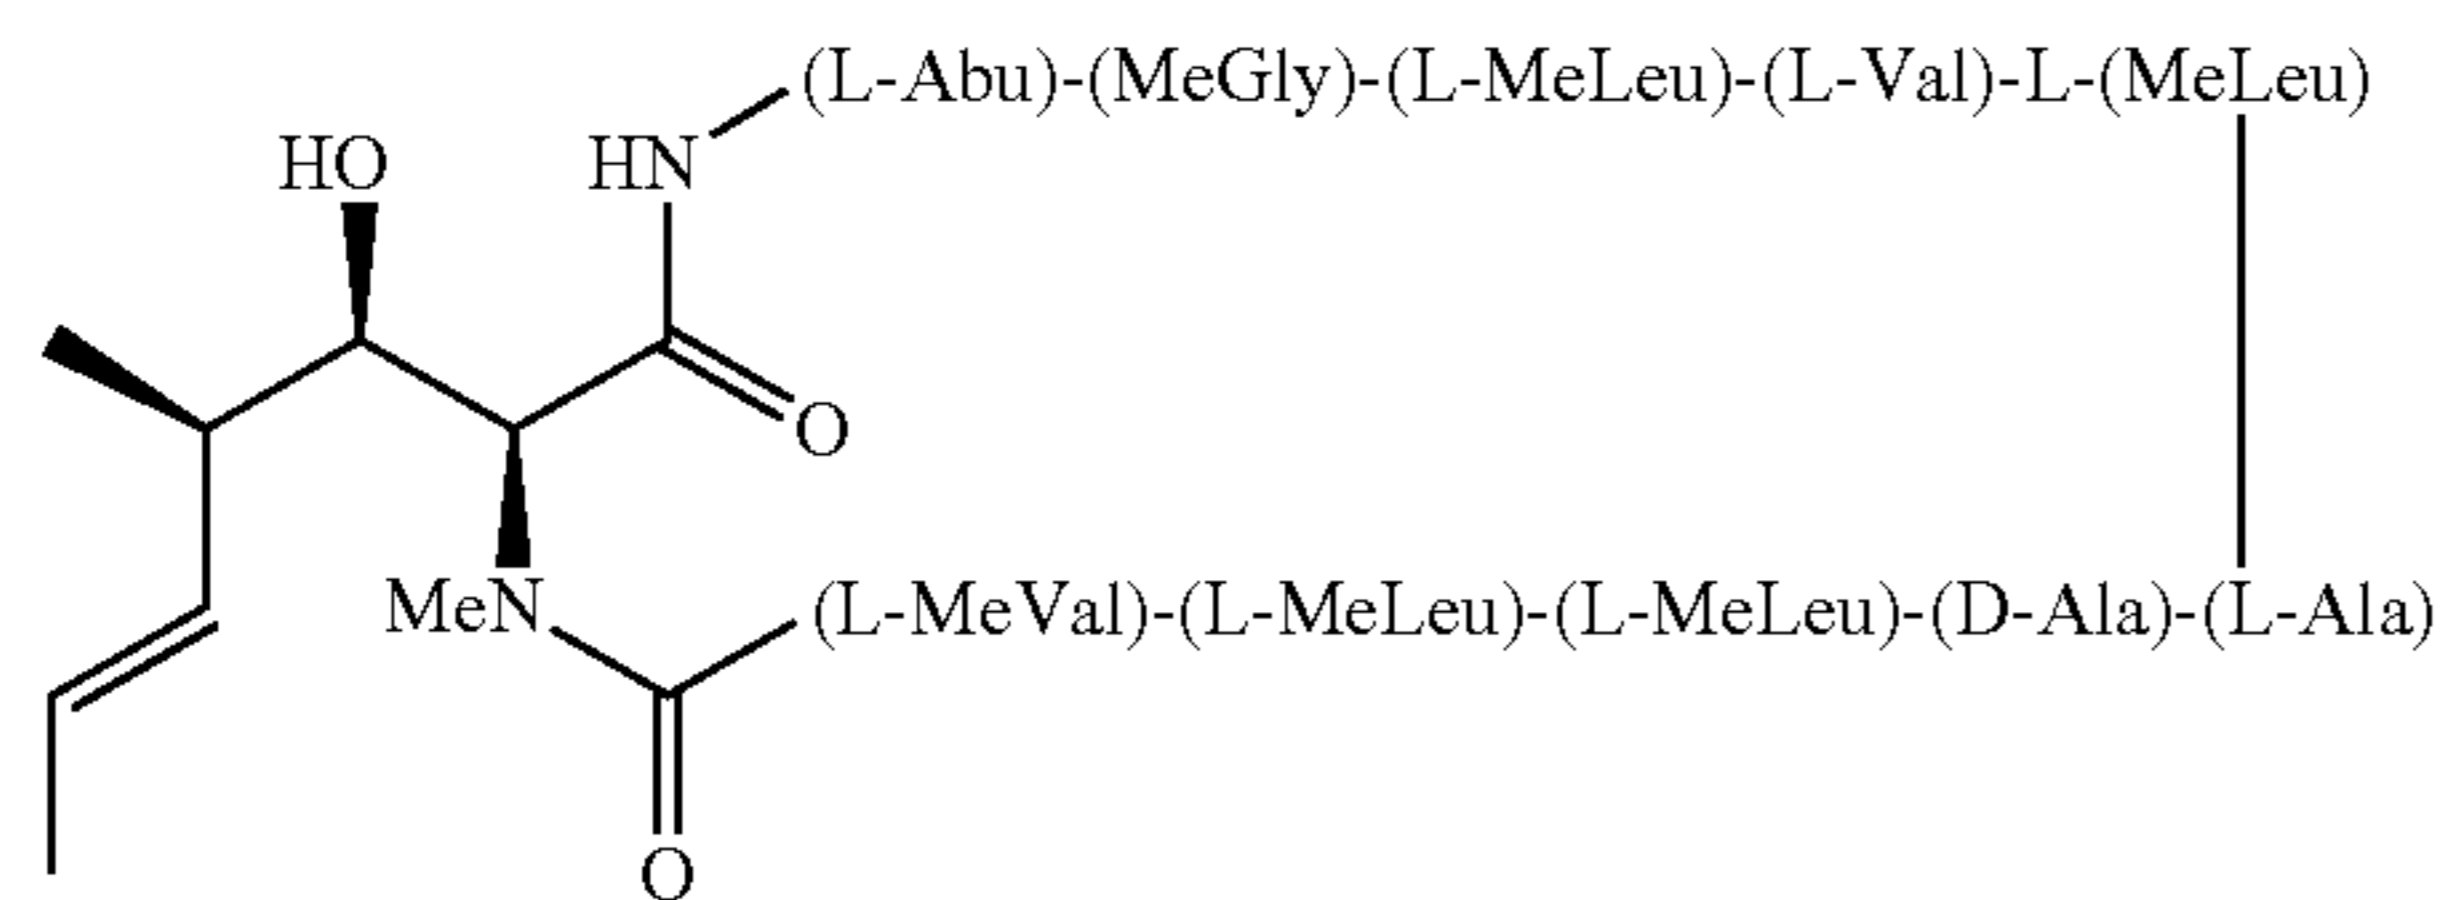 (L-Abu)-(MeGly)-(L-MeLeu)-(L-Val)-L-(MeLeu)
HO
HN
O
MeN
(L-MeVal)-(L-MeLeu)-(L-MeLeu)-(D-Ala)-(L-Ala)
O